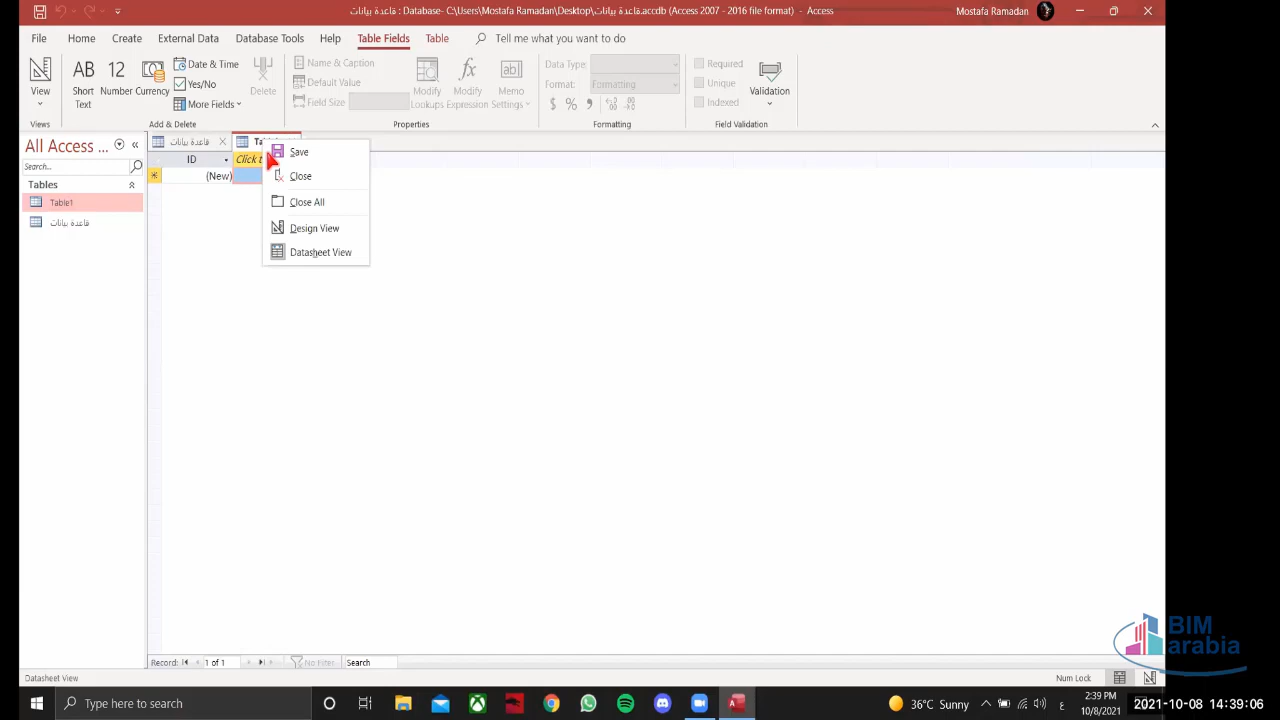 قاعدة بيانات : Database- C:\Users\Mostafa Ramadan\Desktop\قاعدة بيانات.accdb (Access 2007 - 2016 file format) - Access
Mostafa Ramadan
File Home Create External Data Database Tools Help Table Fields Table Tell me what you want to do
View
AB Short Text
12 Number
Currency
Date & Time
Yes/No
More Fields
Delete
Name & Caption
Default Value
Field Size
Modify Lookups
fx Modify Expression
ab Memo Settings
Data Type:
Format: Formatting
$ %
Required
Unique
Indexed
Validation
Views Add & Delete Properties Formatting Field Validation
All Access ...
Search...
Tables
Table1
قاعدة بيانات
قاعدة بيانات
ID
(New)
Save
Close
Close All
Design View
Datasheet View
Record: 1 of 1 No Filter Search
Datasheet View
Num Lock
BIM
arabia
Type here to search
36°C Sunny
ع
2:39 PM
10/8/2021
2021-10-08 14:39:06